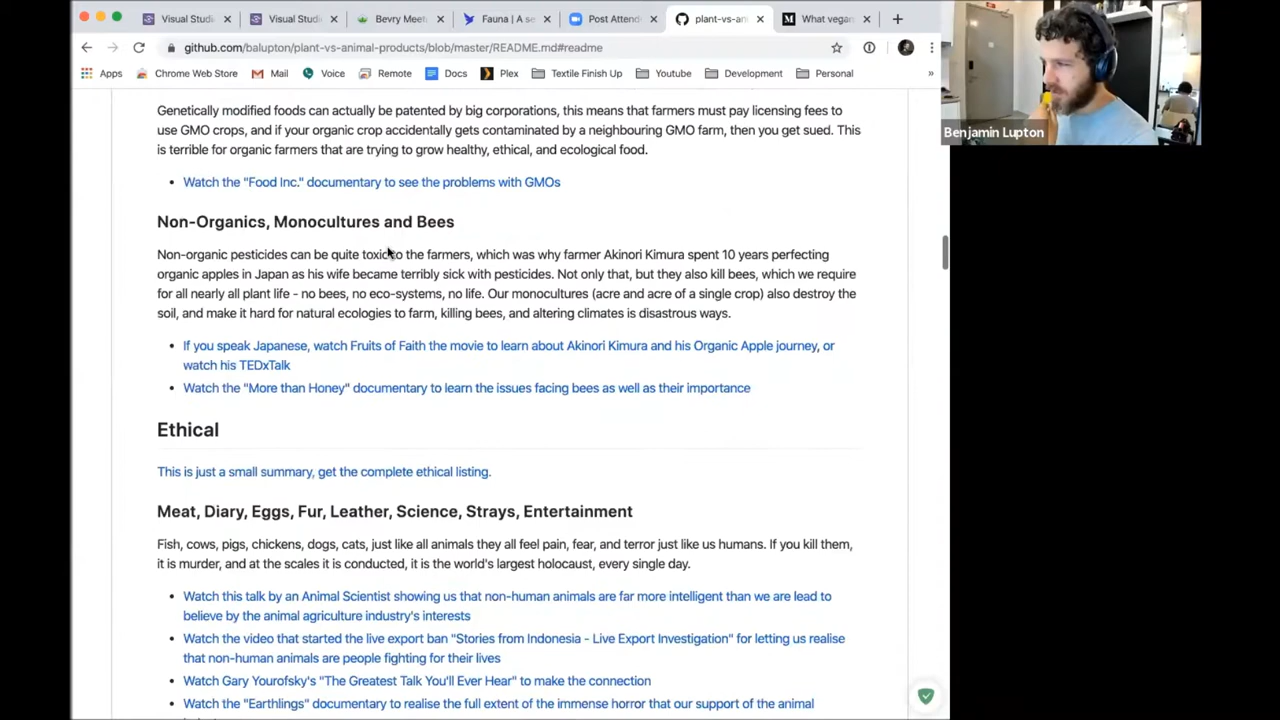 Visual Studi
Visual Studi
Bevry Meet
Fauna | A se
Post Attend
plant-vs-an
What vegan
github.com/balupton/plant-vs-animal-products/blob/master/README.md#readme
Apps
Chrome Web Store
Mail
Voice
Remote
Docs
Plex
Textile Finish Up
Youtube
Development
Personal
»
Benjamin Lupton
Genetically modified foods can actually be patented by big corporations, this means that farmers must pay licensing fees to
use GMO crops, and if your organic crop accidentally gets contaminated by a neighbouring GMO farm, then you get sued. This
is terrible for organic farmers that are trying to grow healthy, ethical, and ecological food.
• Watch the "Food Inc." documentary to see the problems with GMOs
Non-Organics, Monocultures and Bees
Non-organic pesticides can be quite toxic to the farmers, which was why farmer Akinori Kimura spent 10 years perfecting
organic apples in Japan as his wife became terribly sick with pesticides. Not only that, but they also kill bees, which we require
for all nearly all plant life - no bees, no eco-systems, no life. Our monocultures (acre and acre of a single crop) also destroy the
soil, and make it hard for natural ecologies to farm, killing bees, and altering climates is disastrous ways.
• If you speak Japanese, watch Fruits of Faith the movie to learn about Akinori Kimura and his Organic Apple journey, or
watch his TEDxTalk
• Watch the "More than Honey" documentary to learn the issues facing bees as well as their importance
Ethical
This is just a small summary, get the complete ethical listing.
Meat, Diary, Eggs, Fur, Leather, Science, Strays, Entertainment
Fish, cows, pigs, chickens, dogs, cats, just like all animals they all feel pain, fear, and terror just like us humans. If you kill them,
it is murder, and at the scales it is conducted, it is the world's largest holocaust, every single day.
• Watch this talk by an Animal Scientist showing us that non-human animals are far more intelligent than we are lead to
believe by the animal agriculture industry's interests
• Watch the video that started the live export ban "Stories from Indonesia - Live Export Investigation" for letting us realise
that non-human animals are people fighting for their lives
• Watch Gary Yourofsky's "The Greatest Talk You'll Ever Hear" to make the connection
• Watch the "Earthlings" documentary to realise the full extent of the immense horror that our support of the animal